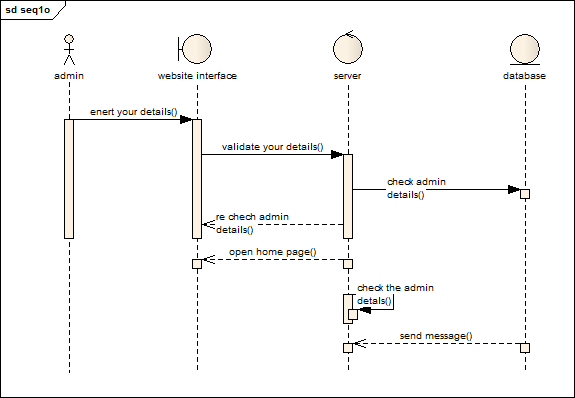 sd seq1o
admin
website interface
server
database
enert your details()
validate your details()
check admin
details()
re chech admin
details()
open home page()
check the admin
detals()
send message()